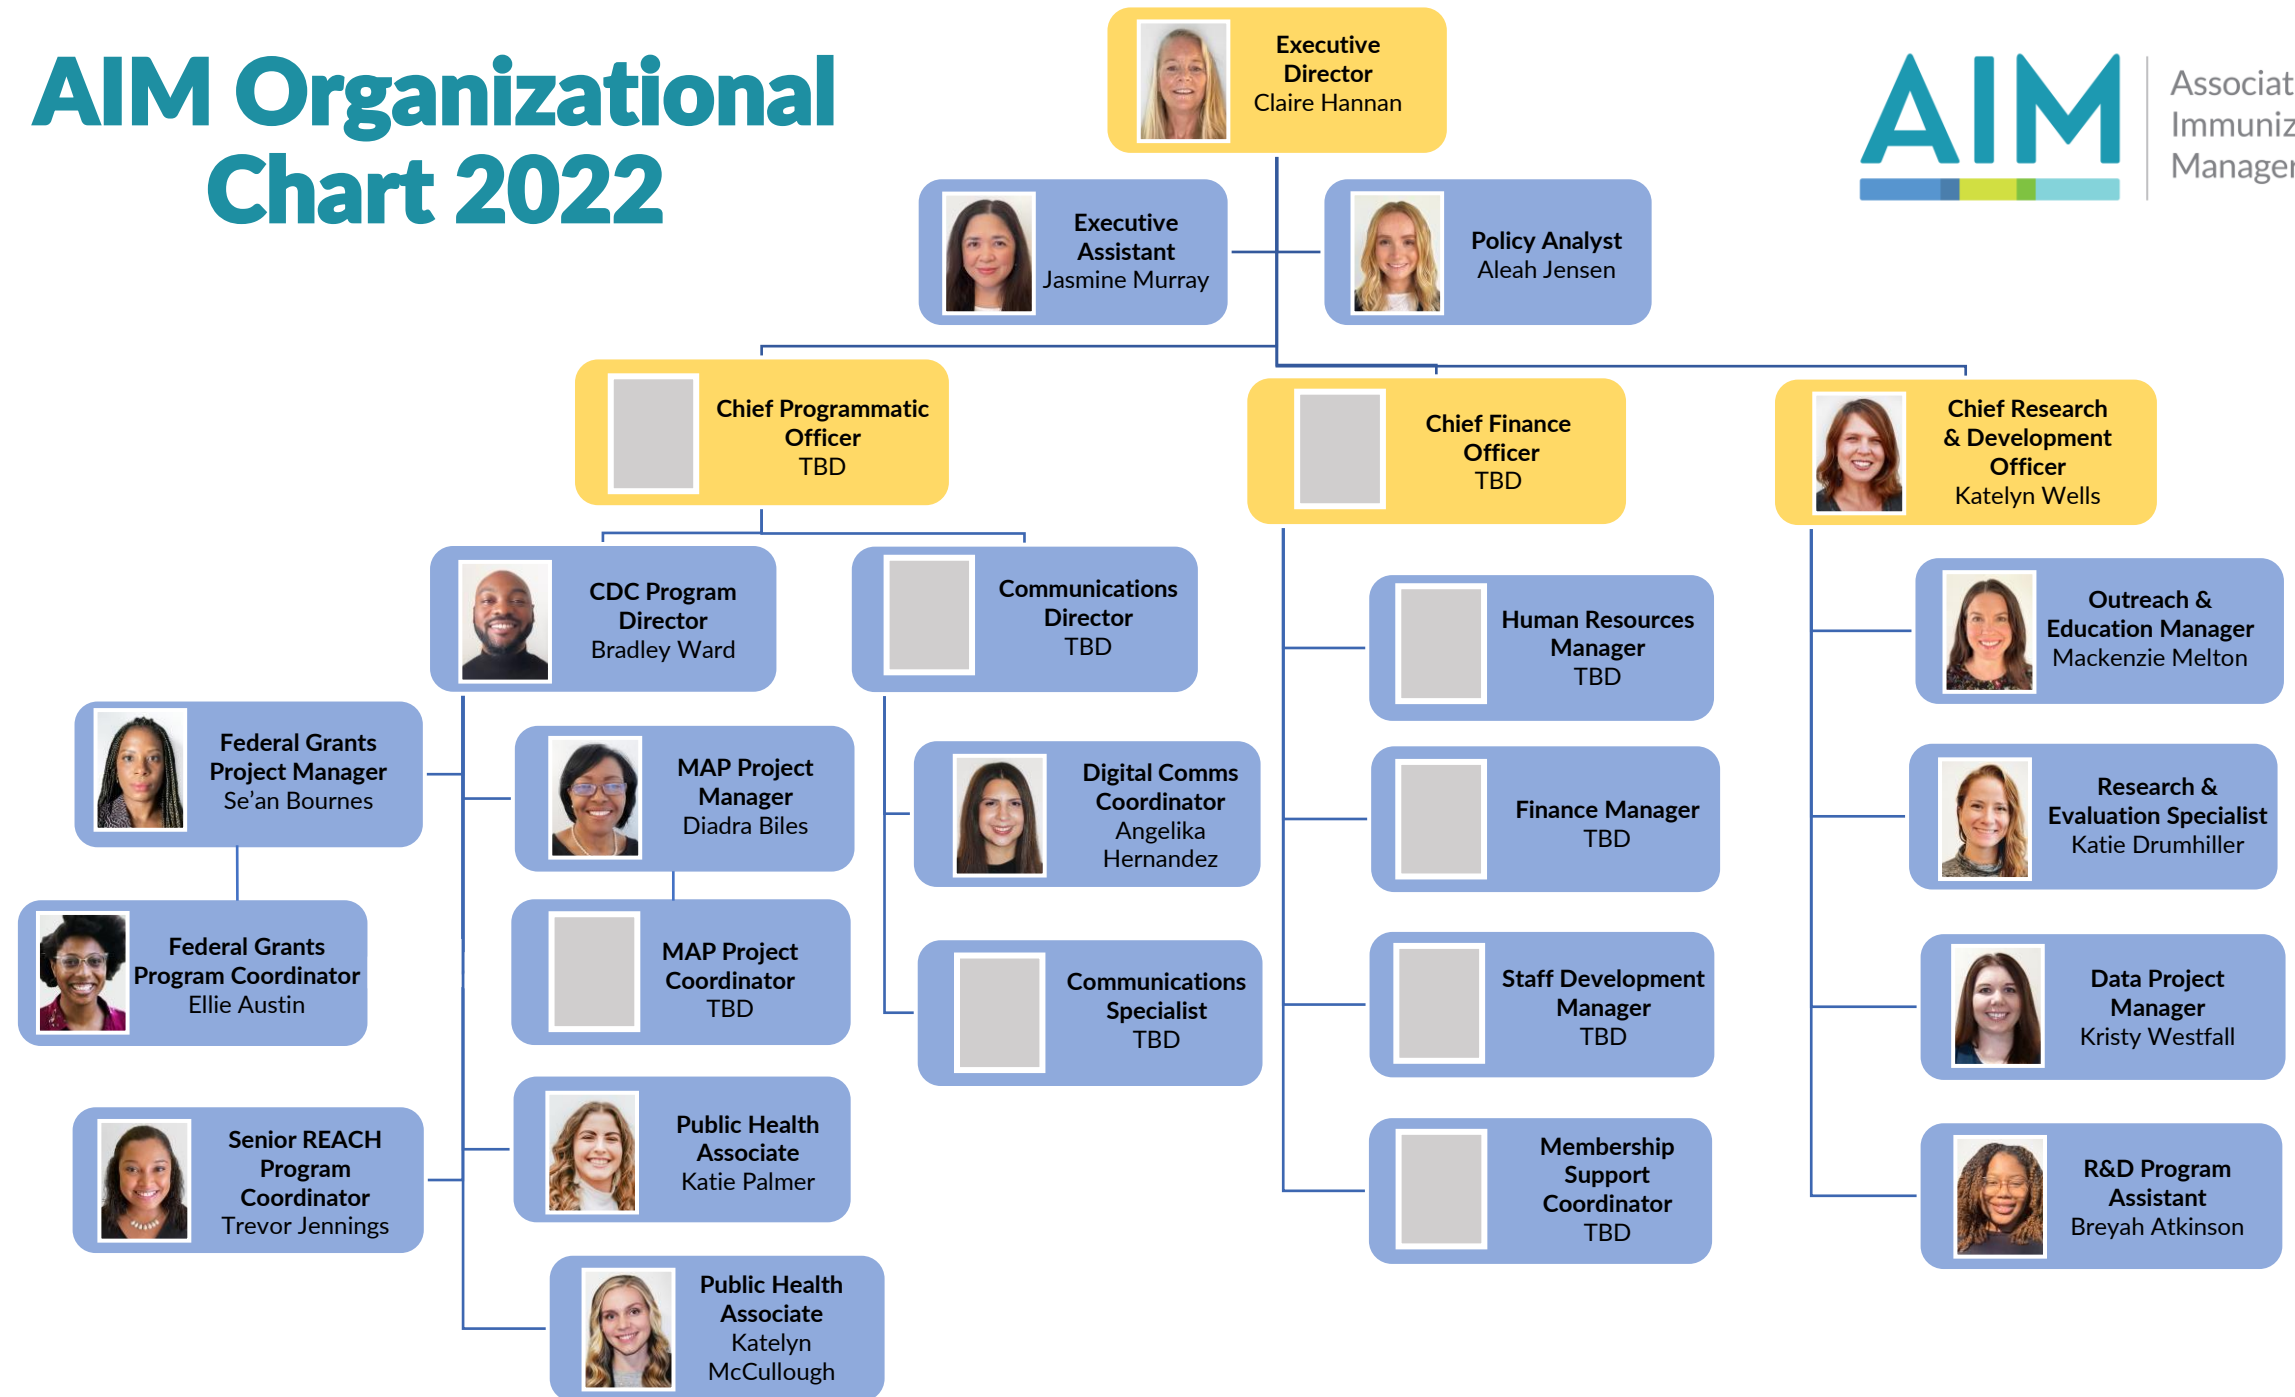 AIM Organizational
Chart 2022
Executive
Director
Claire Hannan
AIM
Executive
Assistant
Jasmine Murray
Policy Analyst
Aleah Jensen
Chief Programmatic
Officer
TBD
Chief Finance
Officer
TBD
Chief Research
& Development
Officer
Katelyn Wells
CDC Program
Director
Bradley Ward
Communications
Director
TBD
Human Resources
Manager
TBD
Outreach &
Education Manager
Mackenzie Melton
Federal Grants
Project Manager
Se’an Bournes
MAP Project
Manager
Diadra Biles
Digital Comms
Coordinator
Angelika
Hernandez
Finance Manager
TBD
Research &
Evaluation Specialist
Katie Drumhiller
Federal Grants
Program Coordinator
Ellie Austin
MAP Project
Coordinator
TBD
Communications
Specialist
TBD
Staff Development
Manager
TBD
Data Project
Manager
Kristy Westfall
Senior REACH
Program
Coordinator
Trevor Jennings
Public Health
Associate
Katie Palmer
Membership
Support
Coordinator
TBD
R&D Program
Assistant
Breyah Atkinson
Public Health
Associate
Katelyn
McCullough